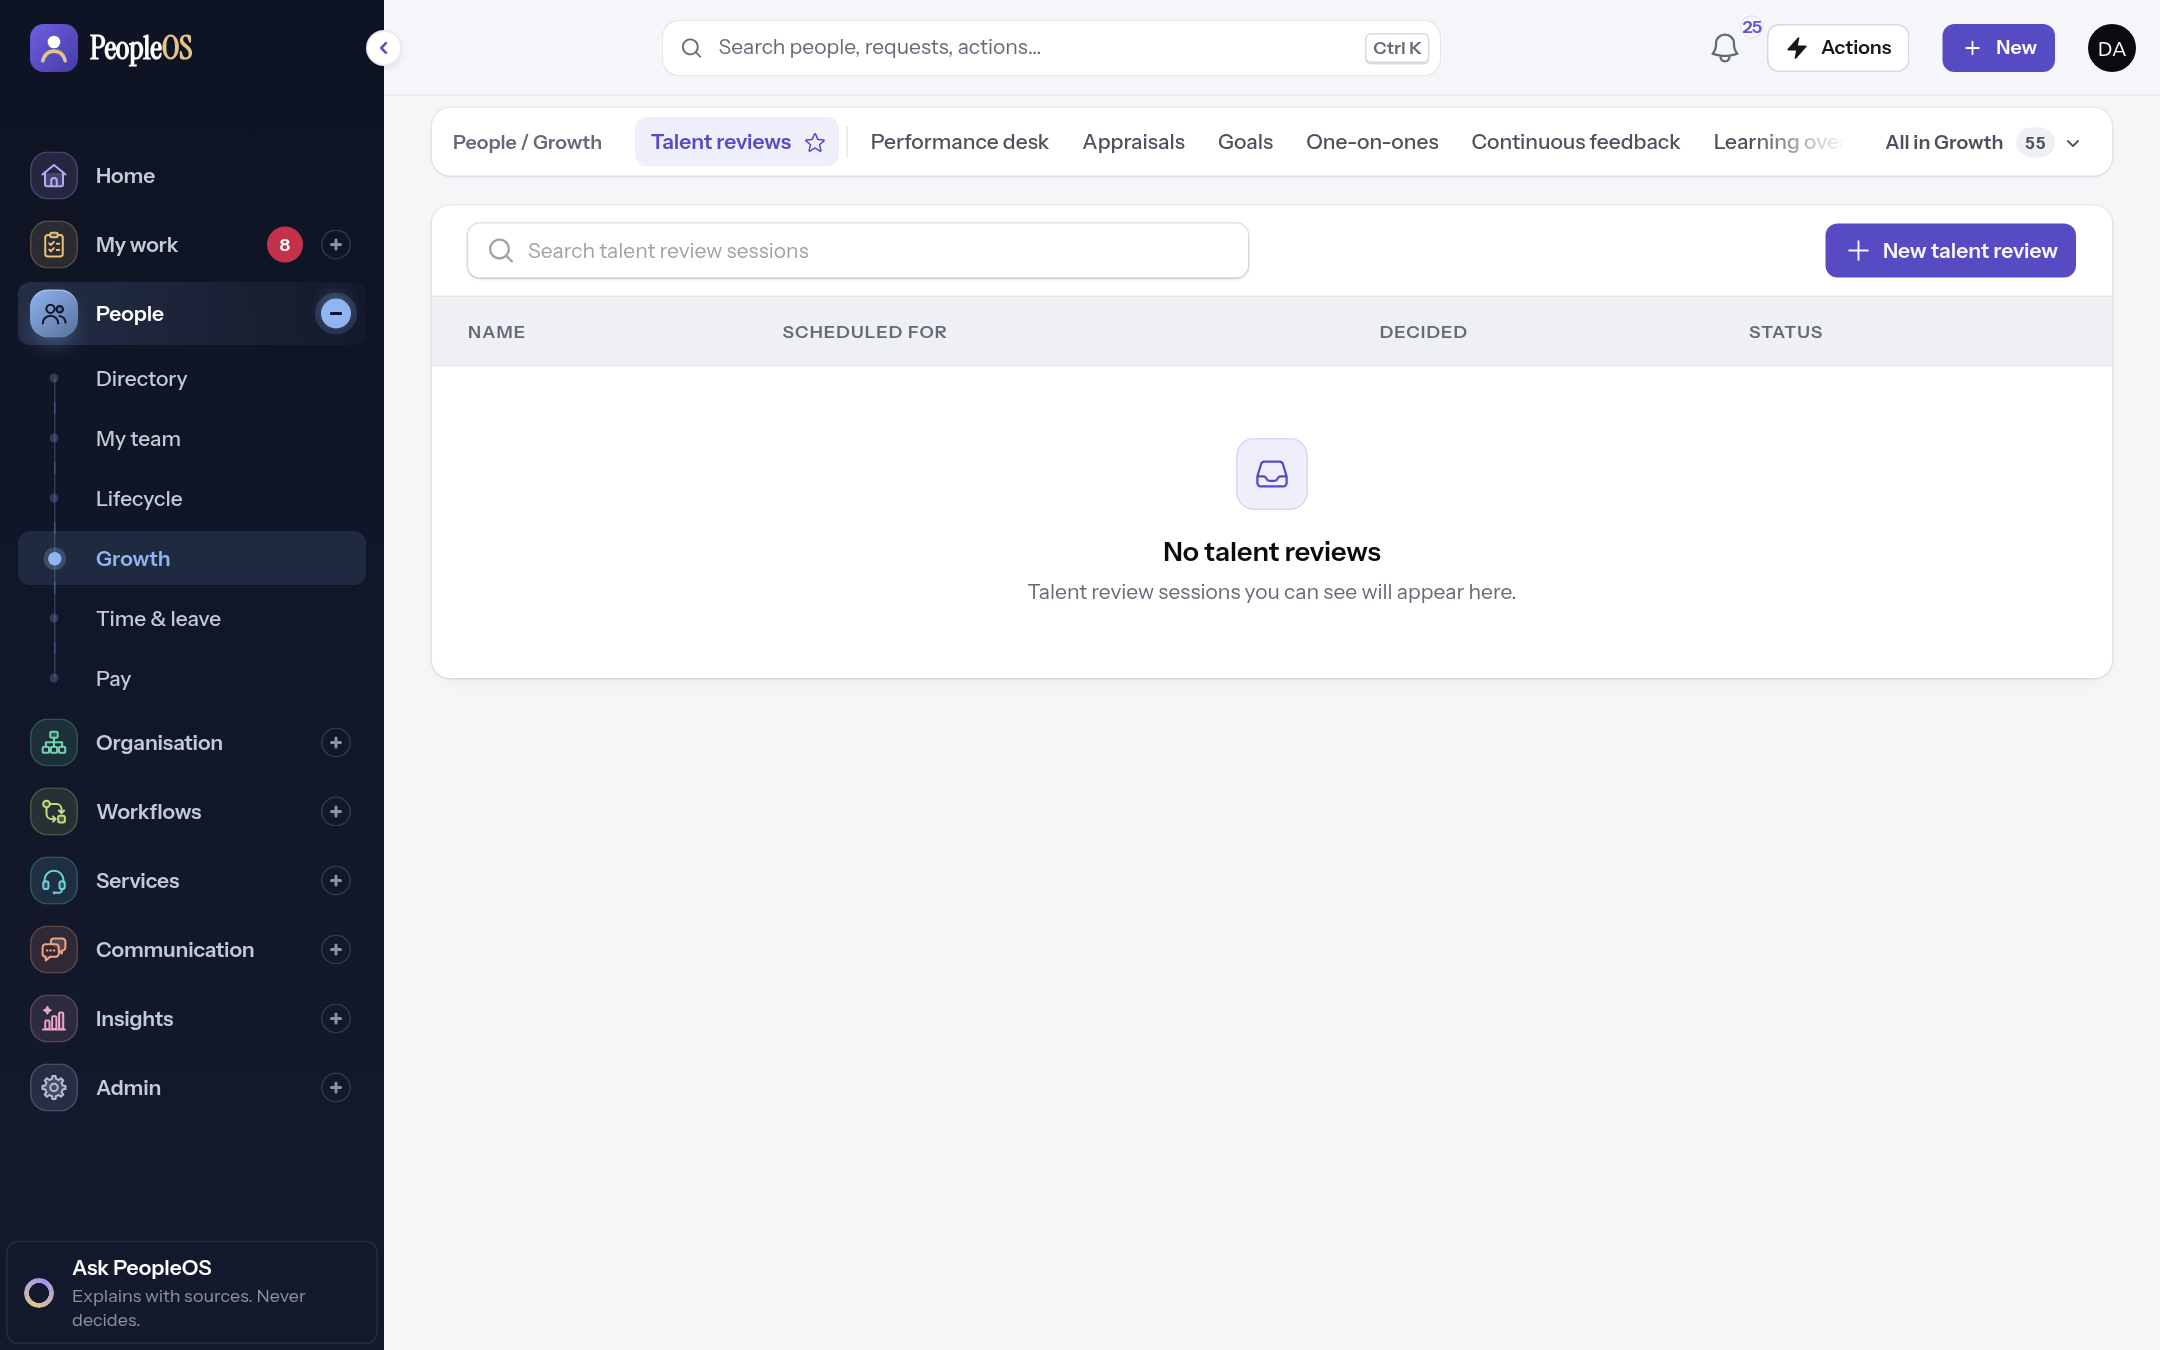 PeopleOS
Search people, requests, actions...
Ctrl K
25
Actions
New
DA
Home
My work
8
People
Directory
My team
Lifecycle
Growth
Time & leave
Pay
Organisation
Workflows
Services
Communication
Insights
Admin
Ask PeopleOS
Explains with sources. Never
decides.
People / Growth
Talent reviews
Performance desk
Appraisals
Goals
One-on-ones
Continuous feedback
Learning over
All in Growth
55
Search talent review sessions
New talent review
NAME
SCHEDULED FOR
DECIDED
STATUS
No talent reviews
Talent review sessions you can see will appear here.